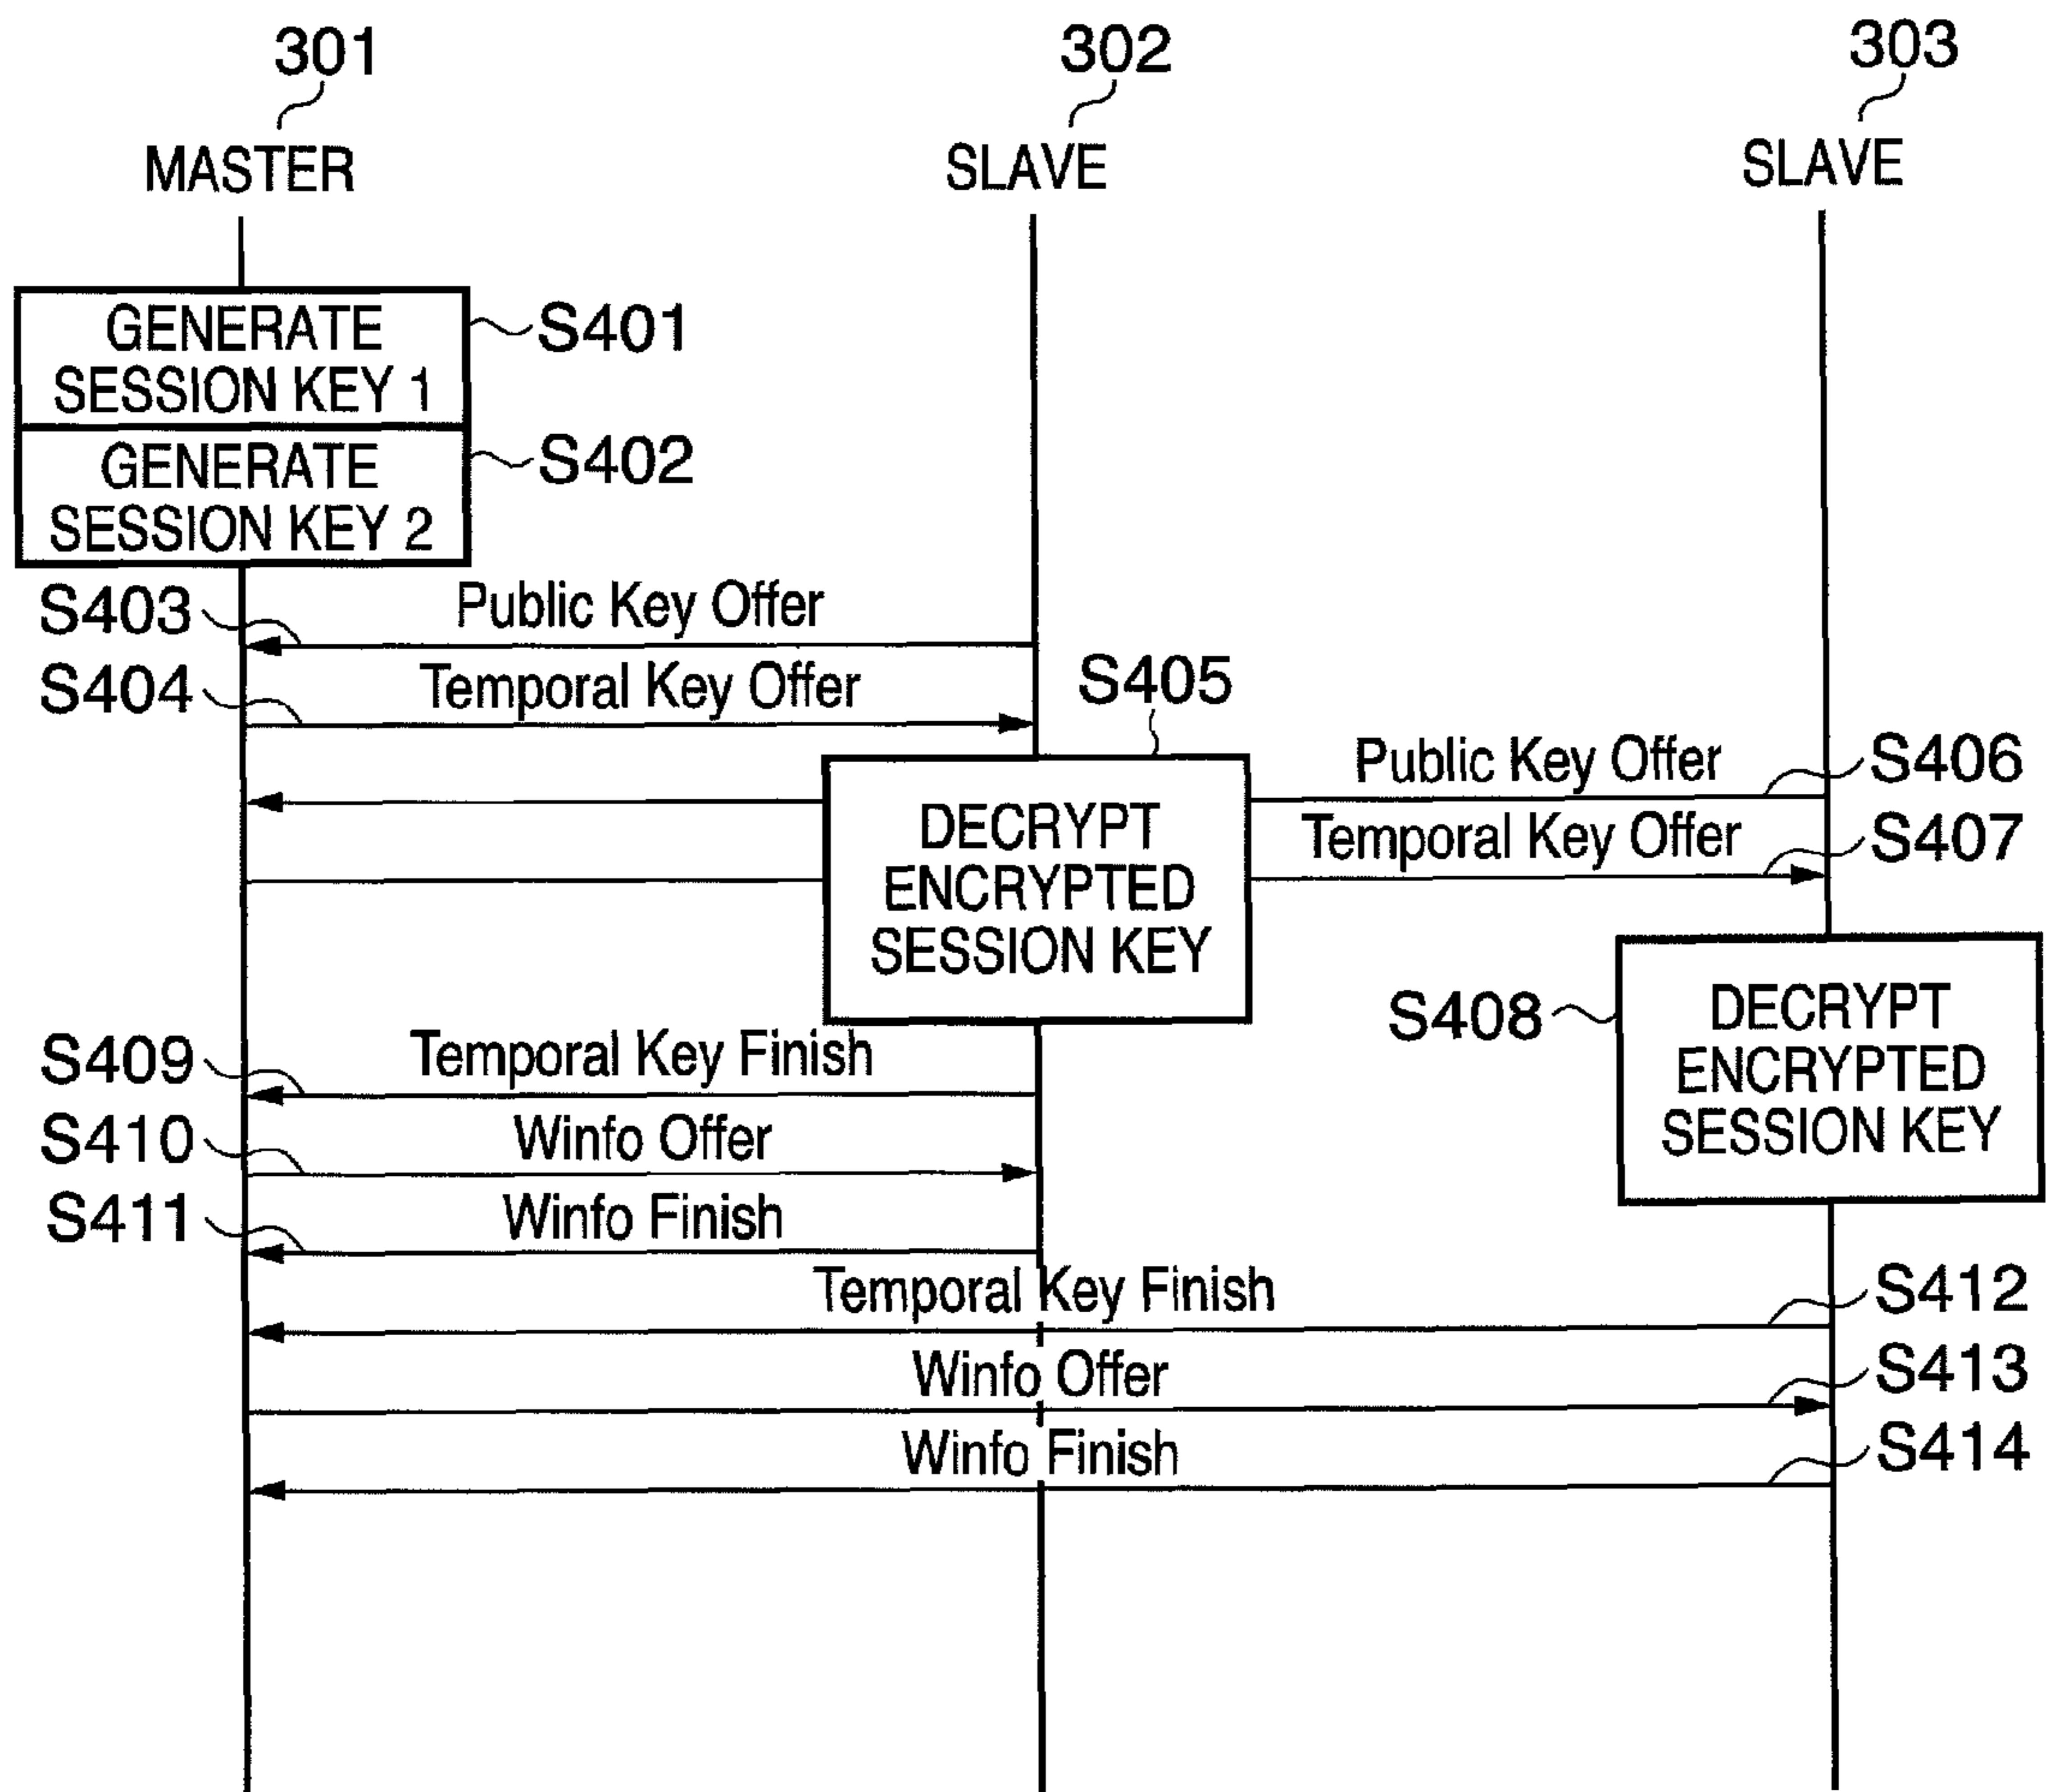 301
302
303
MASTER
SLAVE
SLAVE
GENERATE
SESSION KEY 1
S401
GENERATE
SESSION KEY 2
S402
S403
Public Key Offer
S404
Temporal Key Offer
S405
DECRYPT
ENCRYPTED
SESSION KEY
Public Key Offer
S406
Temporal Key Offer
S407
S408
DECRYPT
ENCRYPTED
SESSION KEY
S409
Temporal Key Finish
S410
Winfo Offer
S411
Winfo Finish
Temporal Key Finish
S412
Winfo Offer
S413
Winfo Finish
S414